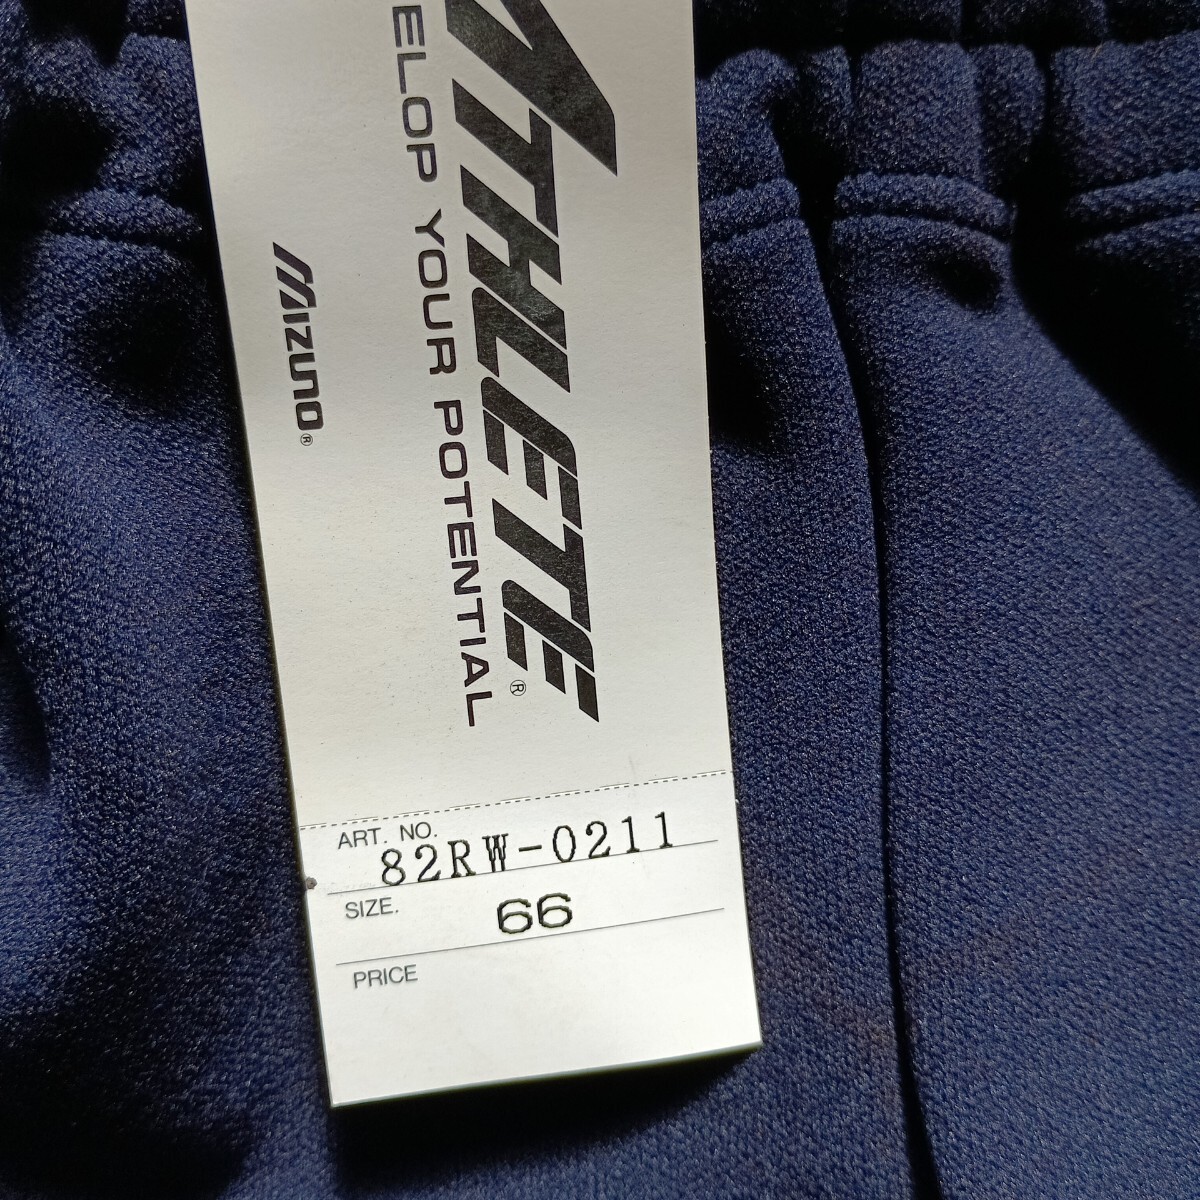 ATHLETE®
ELOP YOUR POTENTIAL
Mizuno®
ART. NO.
82RW-0211
SIZE.
66
PRICE